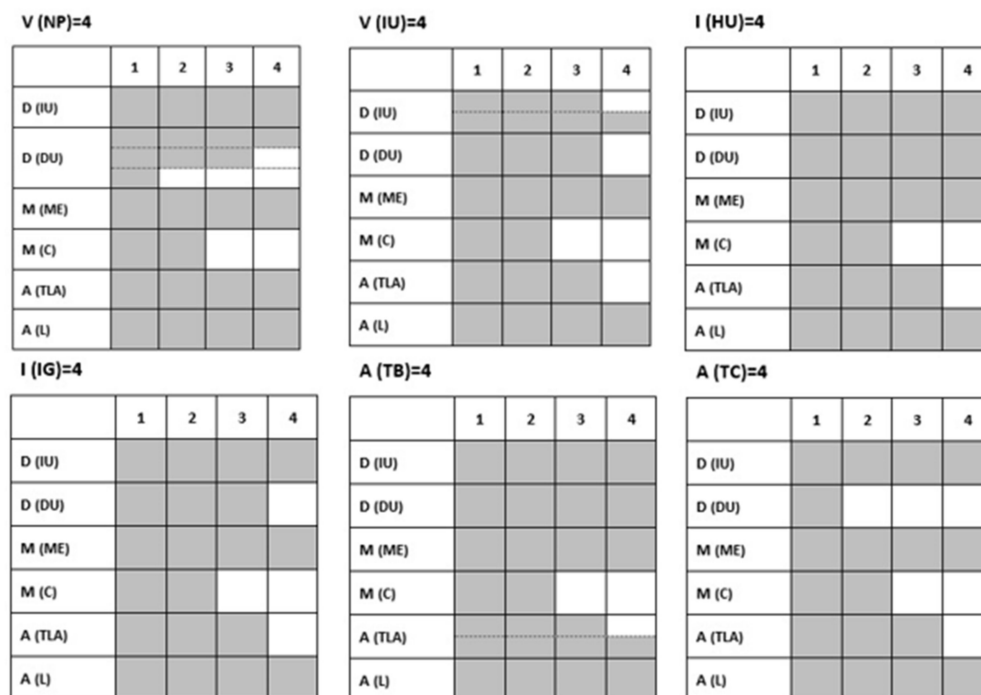 V (NP)=4
1 2 3 4
D (IU)
D (DU)
M (ME)
M (C)
A (TLA)
A (L)
V (IU)=4
1 2 3 4
D (IU)
D (DU)
M (ME)
M (C)
A (TLA)
A (L)
I (HU)=4
1 2 3 4
D (IU)
D (DU)
M (ME)
M (C)
A (TLA)
A (L)
I (IG)=4
1 2 3 4
D (IU)
D (DU)
M (ME)
M (C)
A (TLA)
A (L)
A (TB)=4
1 2 3 4
D (IU)
D (DU)
M (ME)
M (C)
A (TLA)
A (L)
A (TC)=4
1 2 3 4
D (IU)
D (DU)
M (ME)
M (C)
A (TLA)
A (L)